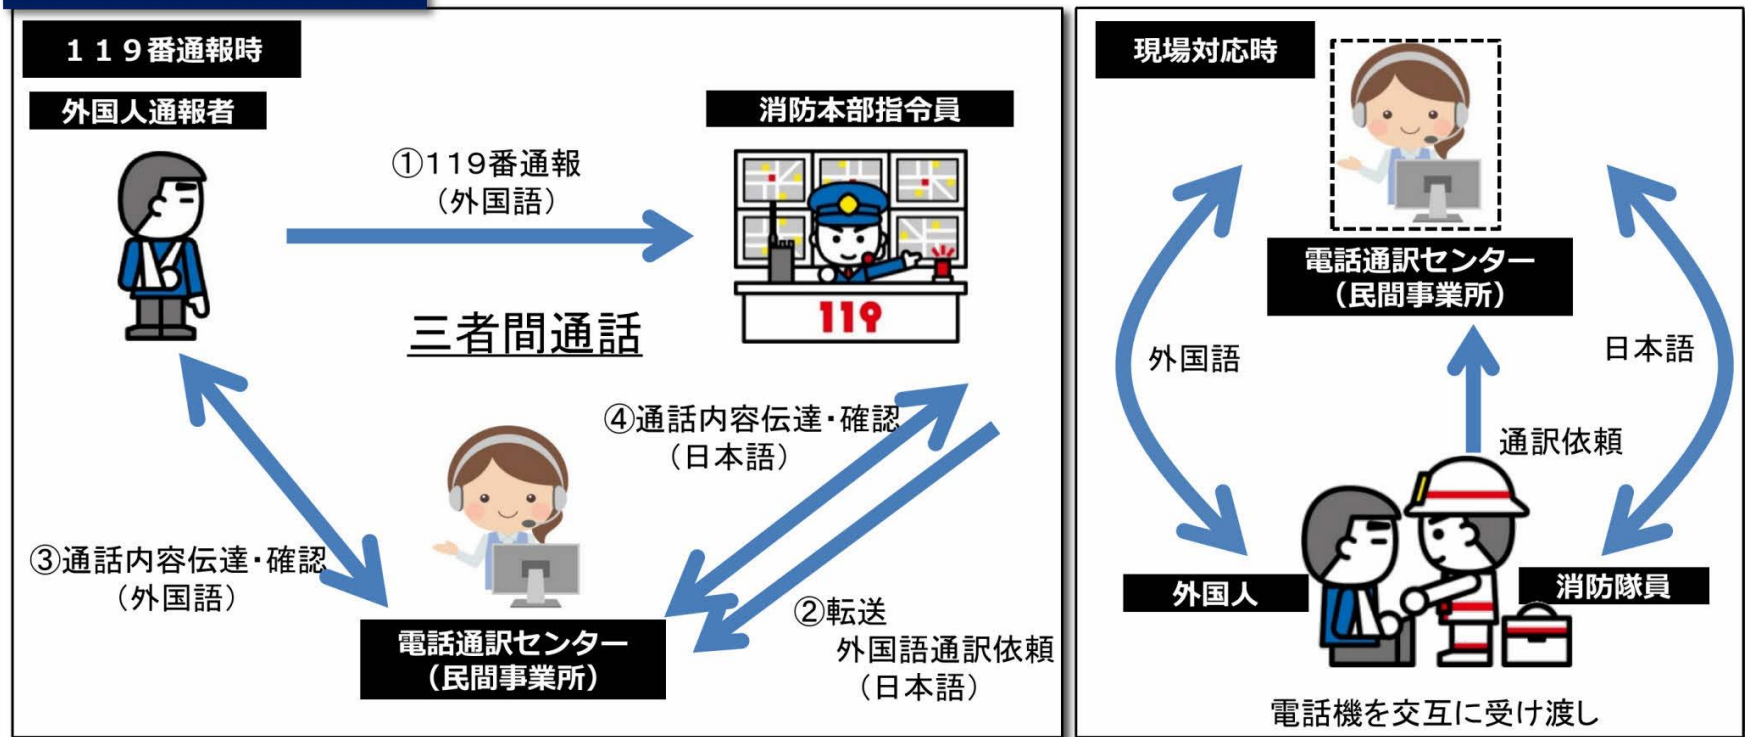 １１９番通報時
外国人通報者
消防本部指令員
①119番通報
（外国語）
119
三者間通話
④通話内容伝達・確認
（日本語）
③通話内容伝達・確認
（外国語）
②転送
外国語通訳依頼
（日本語）
電話通訳センター
（民間事業所）
現場対応時
電話通訳センター
（民間事業所）
外国語
日本語
通訳依頼
外国人
消防隊員
電話機を交互に受け渡し